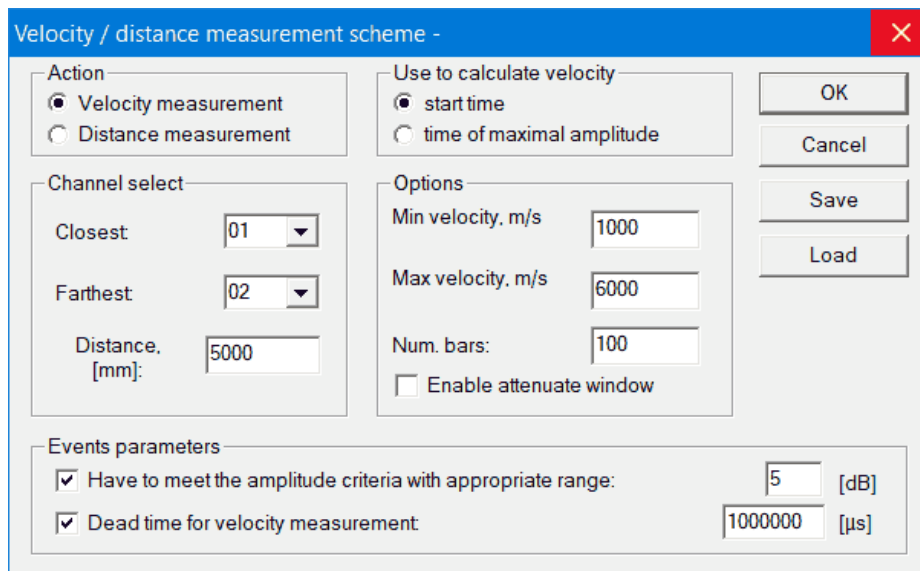 Velocity / distance measurement scheme -
Action
Velocity measurement
Distance measurement
Use to calculate velocity
start time
time of maximal amplitude
OK
Cancel
Save
Load
Channel select
Closest: 01
Farthest: 02
Distance, 5000
[mm]:
Options
Min velocity, m/s 1000
Max velocity, m/s 6000
Num. bars: 100
Enable attenuate window
Events parameters
Have to meet the amplitude criteria with appropriate range: 5 [dB]
Dead time for velocity measurement: 1000000 [µs]